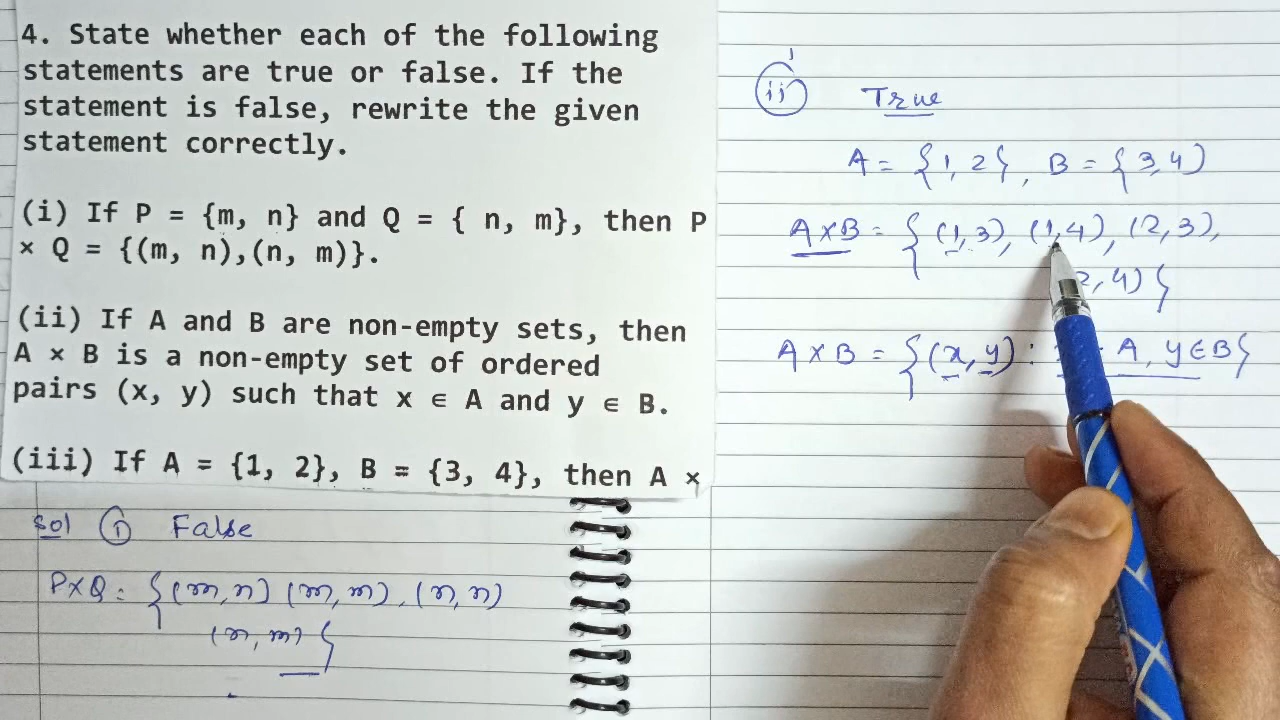 4. State whether each of the following
statements are true or false. If the
statement is false, rewrite the given
statement correctly.
(i) If P = {m, n} and Q = { n, m}, then P
× Q = {(m, n),(n, m)}.
(ii) If A and B are non-empty sets, then
A × B is a non-empty set of ordered
pairs (x, y) such that x ∈ A and y ∈ B.
(iii) If A = {1, 2}, B = {3, 4}, then A ×
Sol (i) False
P×Q = {(m,n) (m,m), (n,n)
(n,m)}
(ii) True
A = {1, 2}, B = {3,4}
A×B = { (1,3), (1,4), (2,3),
2,4)}
A×B = {(x,y) : A, y∈B}